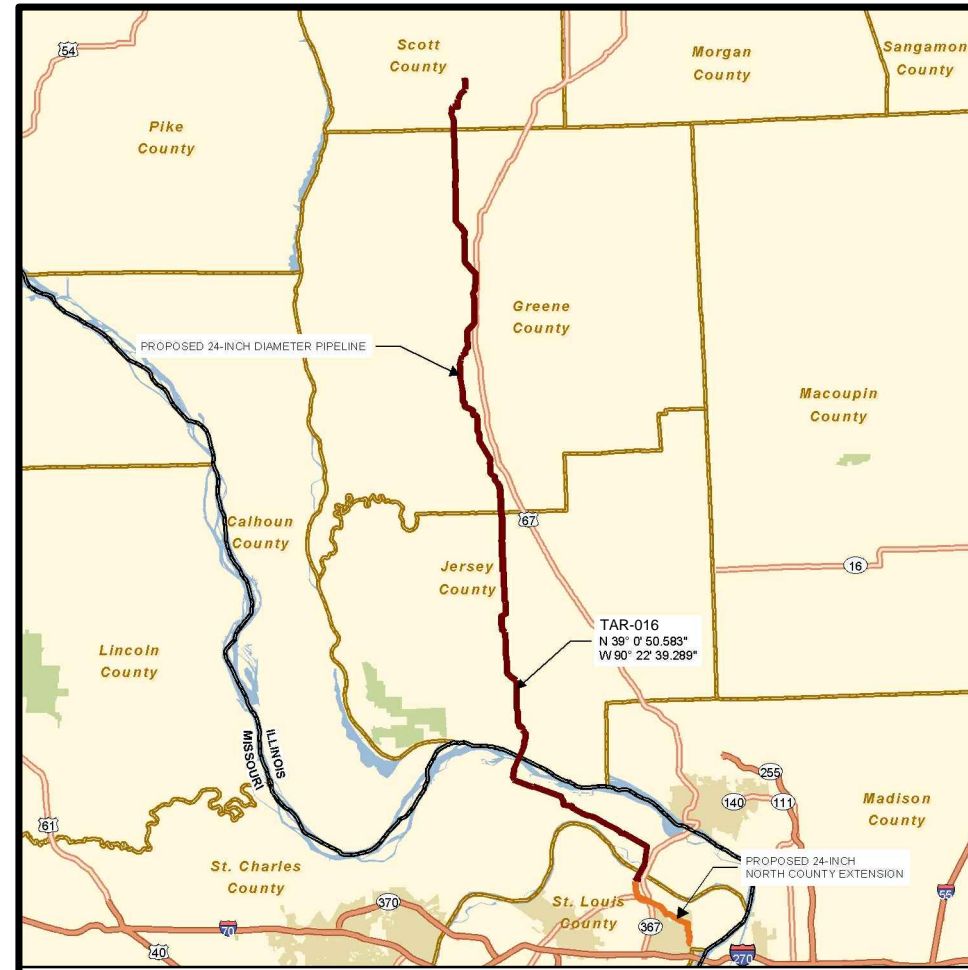 54
Scott
County
Morgan
County
Sangamon
County
Pike
County
Greene
County
PROPOSED 24-INCH DIAMETER PIPELINE
Macoupin
County
Calhoun
County
67
Jersey
County
16
TAR-016
N 39° 0' 50.583"
W 90° 22' 39.289"
Lincoln
County
ILLINOIS
MISSOURI
255
140
111
Madison
County
61
St. Charles
County
PROPOSED 24-INCH
NORTH COUNTY EXTENSION
370
St. Louis
County
367
55
70
40
270